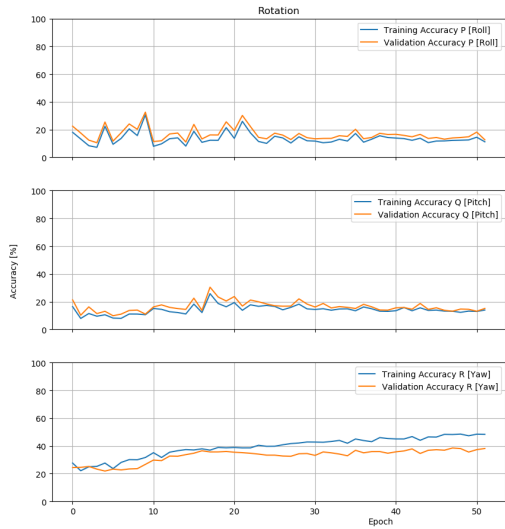 Rotation
100
80
60
40
20
0
Training Accuracy P [Roll]
Validation Accuracy P [Roll]
100
80
60
40
20
0
Training Accuracy Q [Pitch]
Validation Accuracy Q [Pitch]
Accuracy [%]
100
80
60
40
20
0
Training Accuracy R [Yaw]
Validation Accuracy R [Yaw]
0 10 20 30 40 50
Epoch